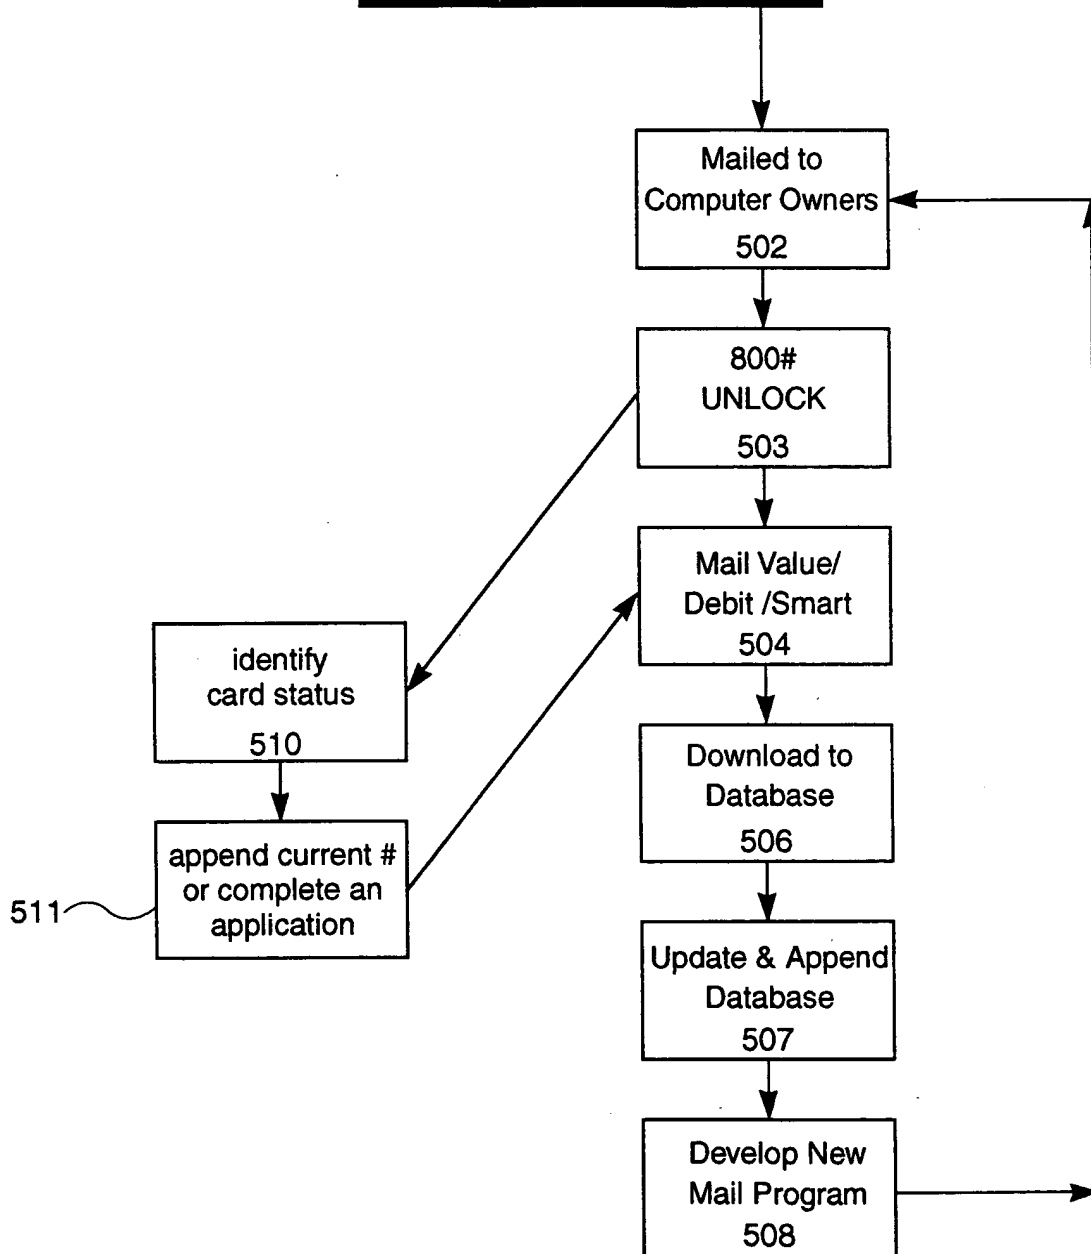 Mailed to
Computer Owners
502
800#
UNLOCK
503
Mail Value/
Debit /Smart
504
identify
card status
510
Download to
Database
506
append current #
or complete an
application
511
Update & Append
Database
507
Develop New
Mail Program
508